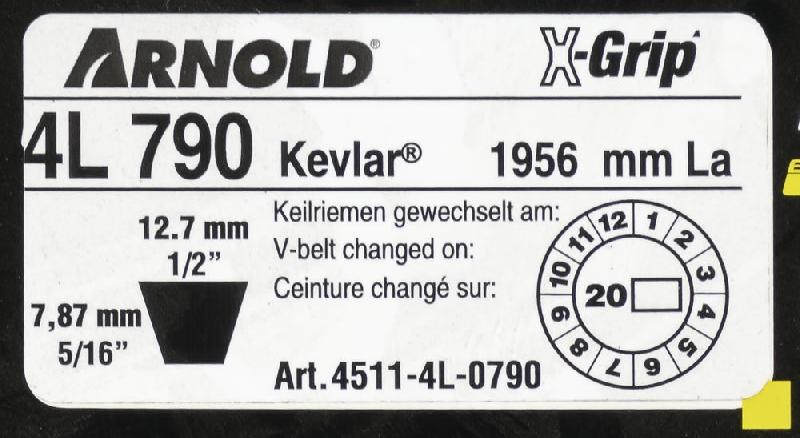 ARNOLD®
X-Grip
4L 790 Kevlar® 1956 mm La
12.7 mm
1/2”
7,87 mm
5/16”
Keilriemen gewechselt am:
V-belt changed on:
Ceinture changé sur:
Art.4511-4L-0790
1 2 3 4 5 6 7 8 9 10 11 12
20